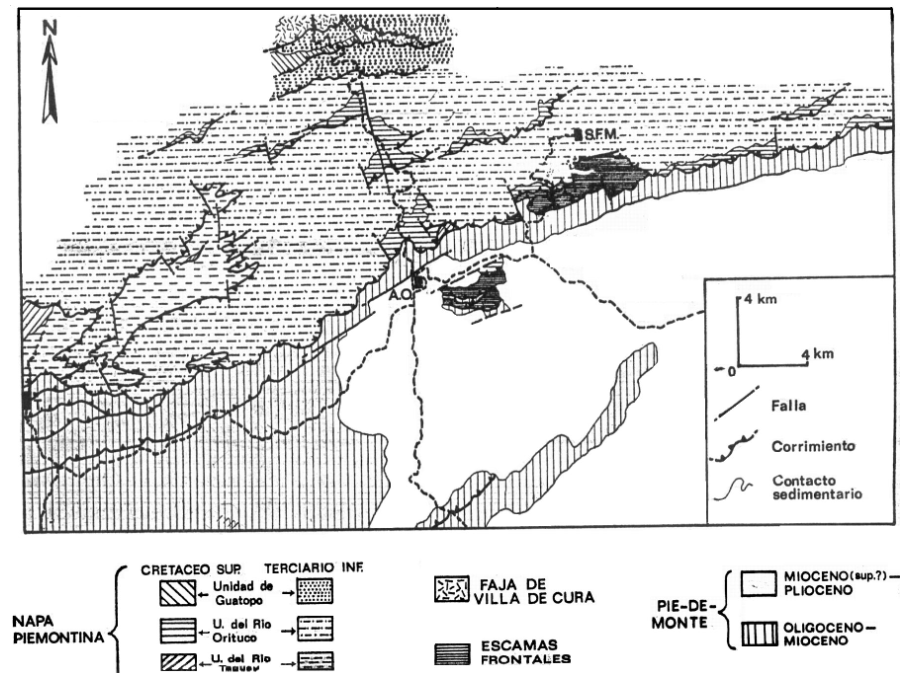 N
S.F.M.
A.O.
4 km
0
4 km
Falla
Corrimiento
Contacto
sedimentario
CRETACEO SUP. TERCIARIO INF.
NAPA
PIEMONTINA
Unidad de
Guatopo
U. del Rio
Orituco
U. del Rio
FAJA DE
VILLA DE CURA
ESCAMAS
FRONTALES
PIE-DE-
MONTE
MIOCENO (sup.?)—
PLIOCENO
OLIGOCENO—
MIOCENO